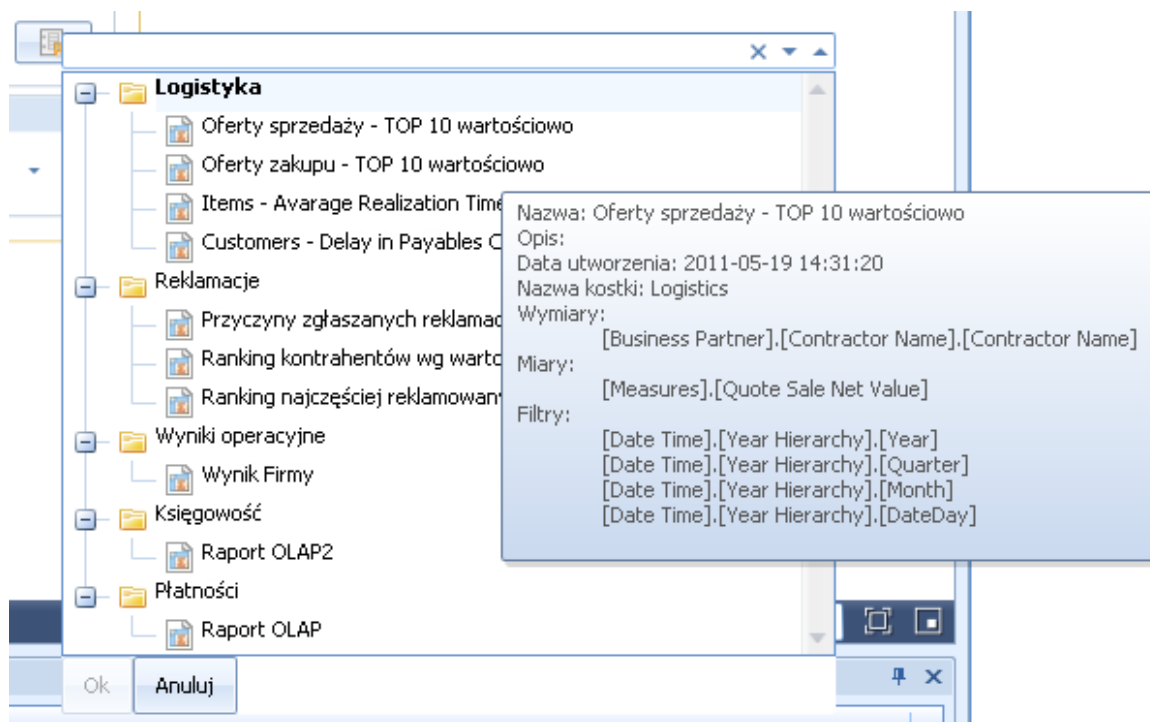 Logistyka
Oferty sprzedaży - TOP 10 wartościowo
Oferty zakupu - TOP 10 wartościowo
Items - Avarage Realization Time
Customers - Delay in Payables C
Reklamacje
Przyczyny zgłaszanych reklamac
Ranking kontrahentów wg warto
Ranking najczęściej reklamowan
Wyniki operacyjne
Wynik Firmy
Księgowość
Raport OLAP2
Płatności
Raport OLAP
Ok Anuluj
Nazwa: Oferty sprzedaży - TOP 10 wartościowo
Opis:
Data utworzenia: 2011-05-19 14:31:20
Nazwa kostki: Logistics
Wymiary:
[Business Partner].[Contractor Name].[Contractor Name]
Miary:
[Measures].[Quote Sale Net Value]
Filtry:
[Date Time].[Year Hierarchy].[Year]
[Date Time].[Year Hierarchy].[Quarter]
[Date Time].[Year Hierarchy].[Month]
[Date Time].[Year Hierarchy].[DateDay]